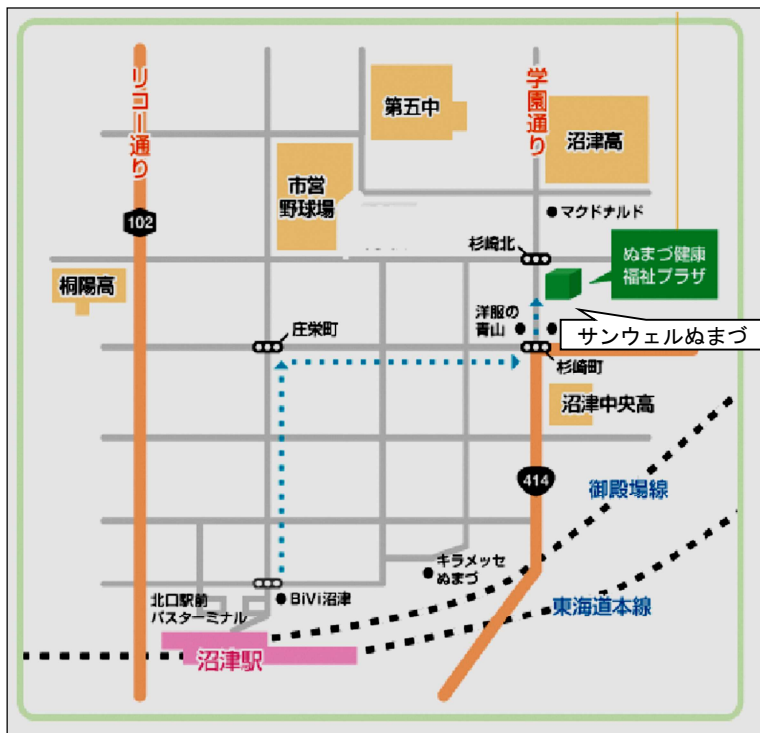 リコー通り
第五中
学園通り
沼津高
市営
野球場
102
マクドナルド
杉崎北
ぬまづ健康
福祉プラザ
桐陽高
庄栄町
洋服の
青山
サンウェルぬまづ
杉崎町
沼津中央高
414
御殿場線
キラメッセ
ぬまづ
北口駅前
バスターミナル
BiVi沼津
東海道本線
沼津駅